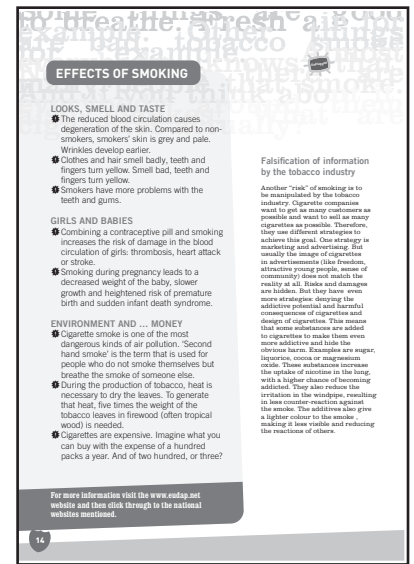 to breathe. Fresh air
EFFECTS OF SMOKING
LOOKS, SMELL AND TASTE
The reduced blood circulation causes
degeneration of the skin. Compared to non-
smokers, smokers' skin is grey and pale.
Wrinkles develop earlier.
Clothes and hair smell badly, teeth and
fingers turn yellow. Smell bad, teeth and
fingers turn yellow.
Smokers have more problems with the
teeth and gums.
GIRLS AND BABIES
Combining a contraceptive pill and smoking
increases the risk of damage in the blood
circulation of girls: thrombosis, heart attack
or stroke.
Smoking during pregnancy leads to a
decreased weight of the baby, slower
growth and heightened risk of premature
birth and sudden infant death syndrome.
ENVIRONMENT AND ... MONEY
Cigarette smoke is one of the most
dangerous kinds of air pollution. 'Second
hand smoke' is the term that is used for
people who do not smoke themselves but
breathe the smoke of someone else.
During the production of tobacco, heat is
necessary to dry the leaves. To generate
that heat, five times the weight of the
tobacco leaves in firewood (often tropical
wood) is needed.
Cigarettes are expensive. Imagine what you
can buy with the expense of a hundred
packs a year. And of two hundred, or three?
For more information visit the www.eudap.net
website and then click through to the national
websites mentioned.
14
Falsification of information
by the tobacco industry
Another "risk" of smoking is to
be manipulated by the tobacco
industry. Cigarette companies
want to get as many customers as
possible and want to sell as many
cigarettes as possible. Therefore,
they use different strategies to
achieve this goal. One strategy is
marketing and advertising. But
usually the image of cigarettes
in advertisements (like freedom,
attractive young people, sense of
community) does not match the
reality at all. Risks and damages
are hidden. But they have even
more strategies: denying the
addictive potential and harmful
consequences of cigarettes and
design of cigarettes. This means
that some substances are added
to cigarettes to make them even
more addictive and hide the
obvious harm. Examples are sugar,
liquorice, cocoa or magnesium
oxide. These substances increase
the uptake of nicotine in the lung,
with a higher chance of becoming
addicted. They also reduce the
irritation in the windpipe, resulting
in less counter-reaction against
the smoke. The additives also give
a lighter colour to the smoke ,
making it less visible and reducing
the reactions of others.